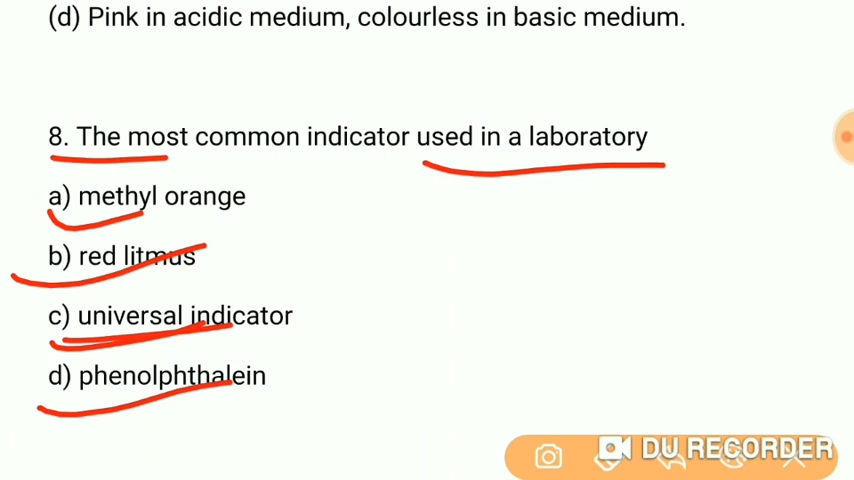 (d) Pink in acidic medium, colourless in basic medium.
8. The most common indicator used in a laboratory
a) methyl orange
b) red litmus
c) universal indicator
d) phenolphthalein
DU RECORDER